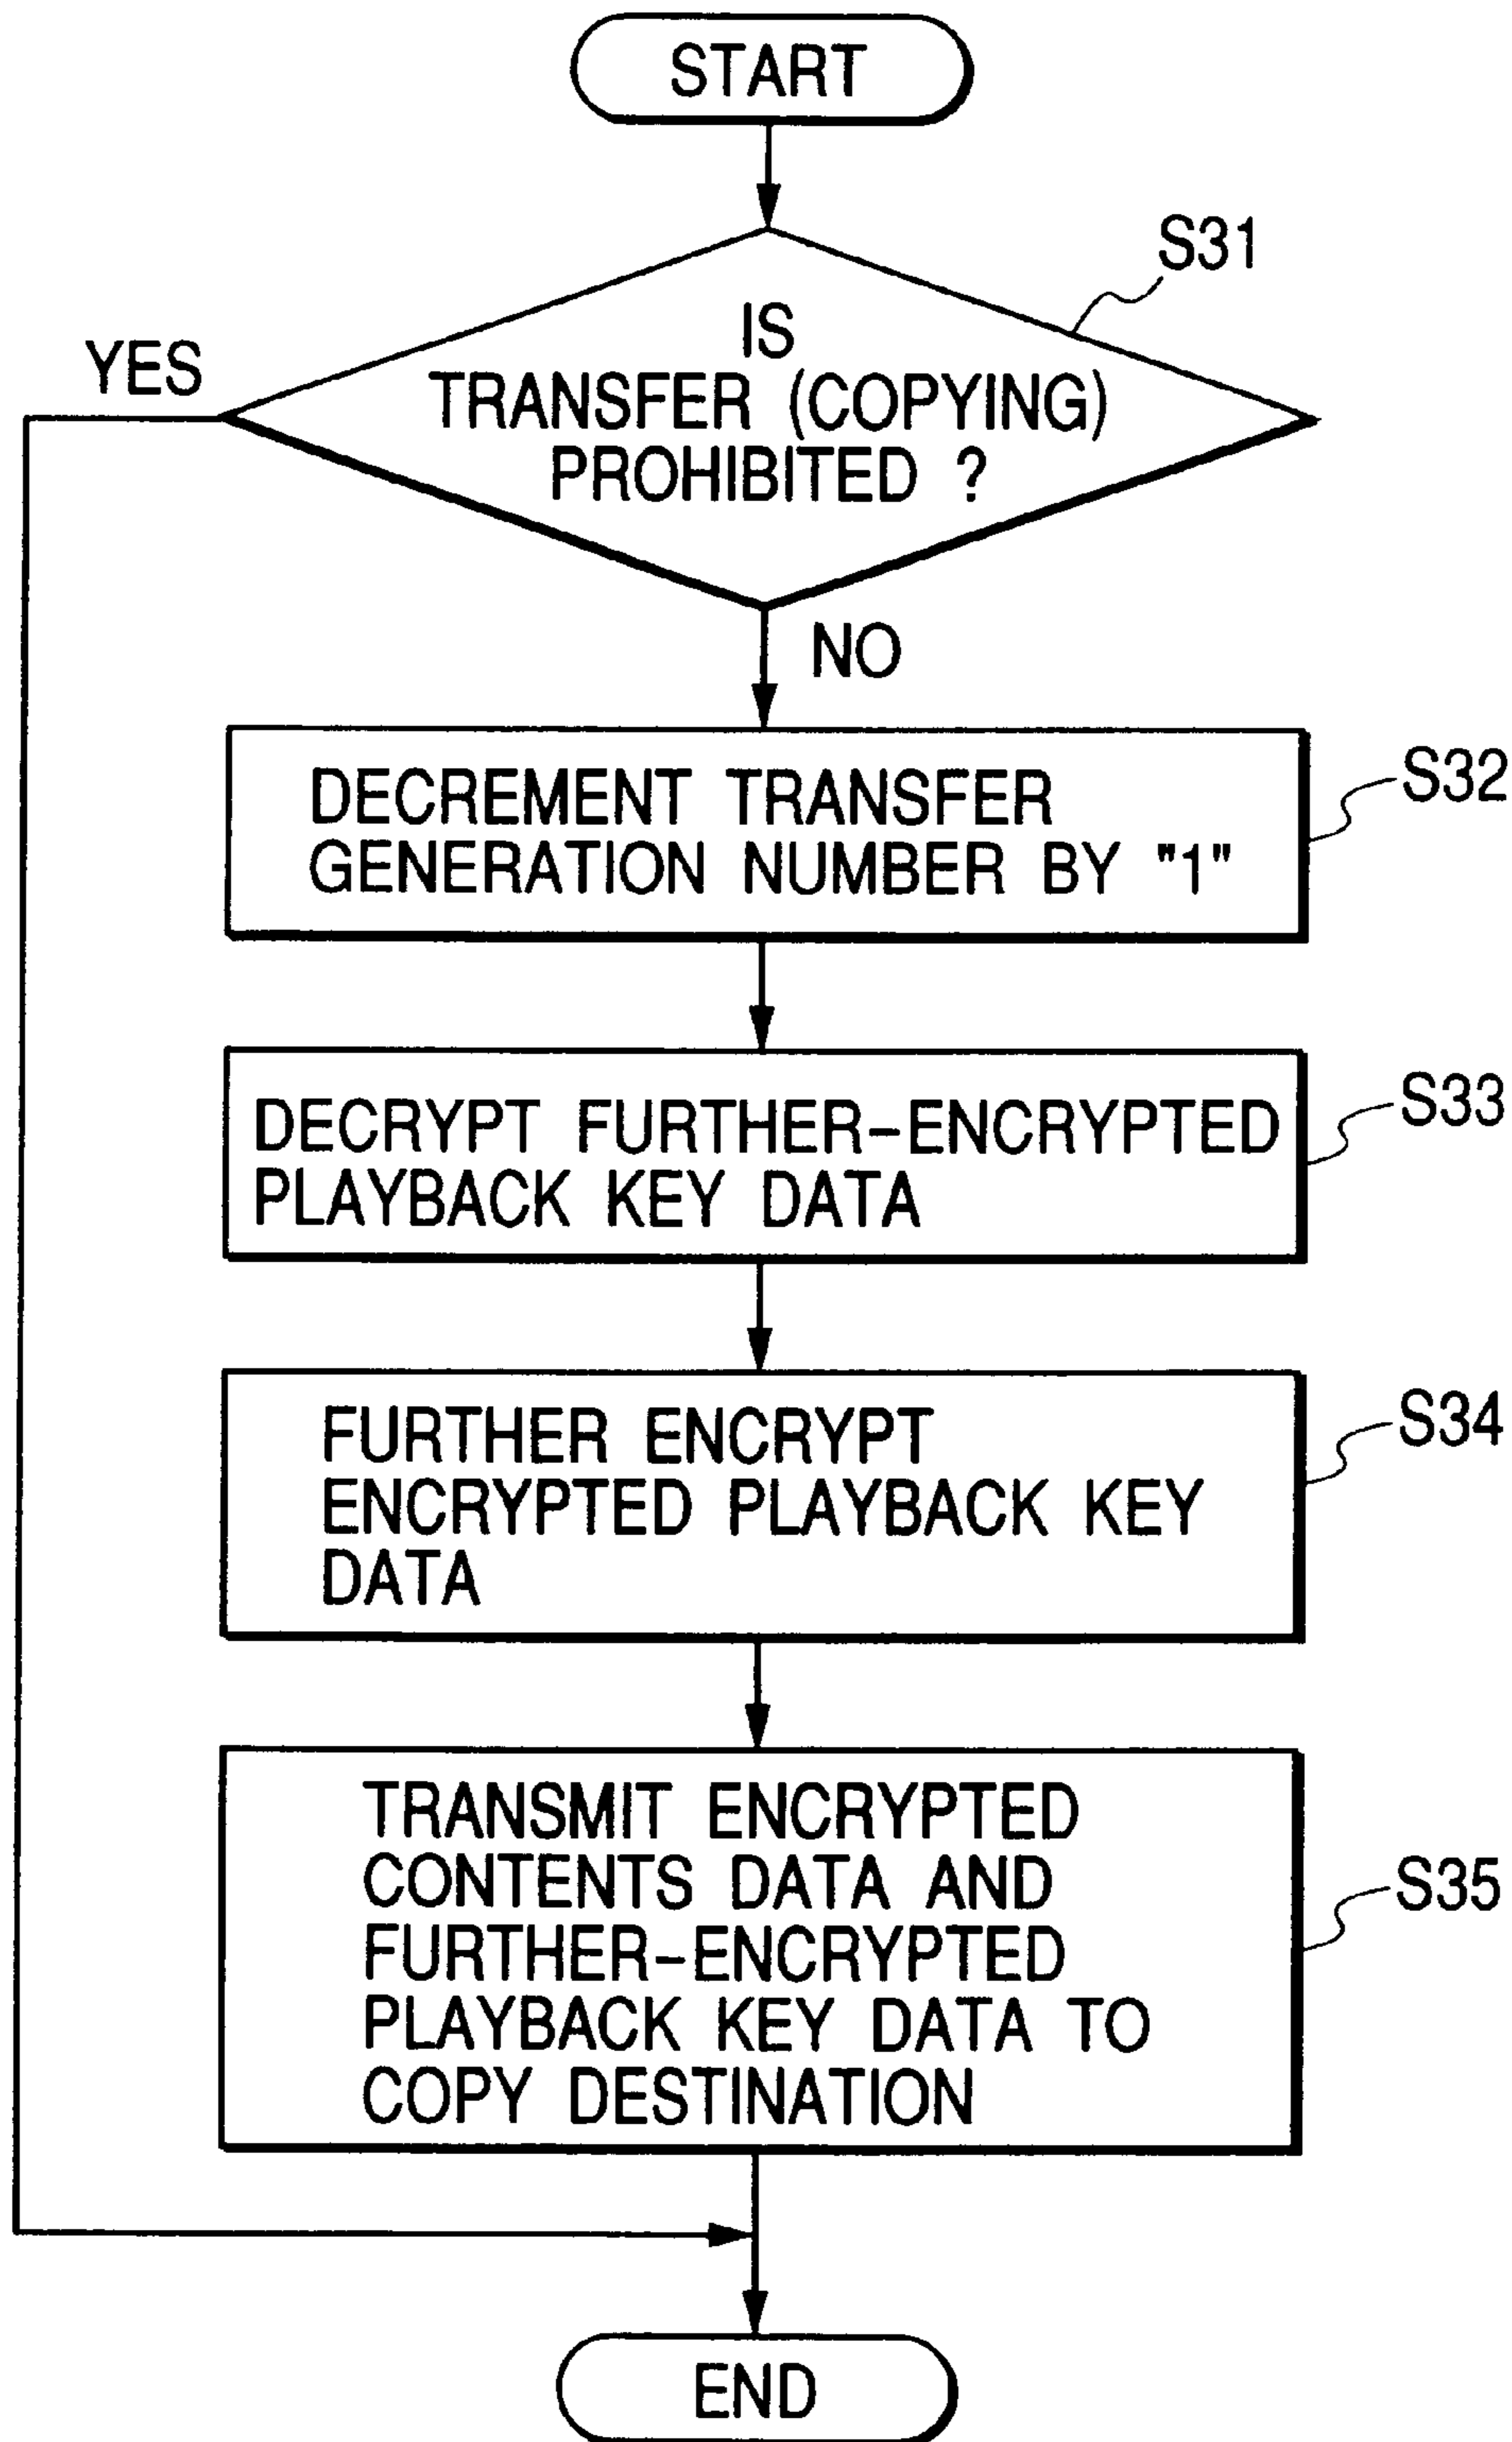 START
S31
IS
TRANSFER (COPYING)
PROHIBITED ?
YES
NO
DECREMENT TRANSFER
GENERATION NUMBER BY "1"
S32
DECRYPT FURTHER-ENCRYPTED
PLAYBACK KEY DATA
S33
FURTHER ENCRYPT
ENCRYPTED PLAYBACK KEY
DATA
S34
TRANSMIT ENCRYPTED
CONTENTS DATA AND
FURTHER-ENCRYPTED
PLAYBACK KEY DATA TO
COPY DESTINATION
S35
END